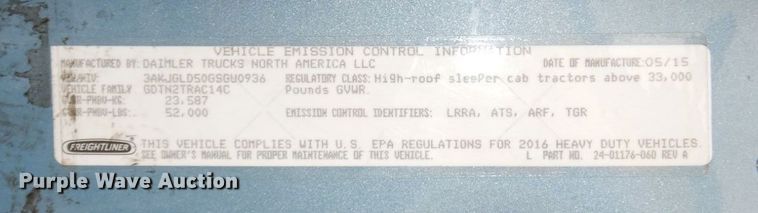 VEHICLE EMISSION CONTROL INFORMATION
MANUFACTURED BY: DAIMLER TRUCKS NORTH AMERICA LLC DATE OF MANUFACTURE: 05/15
3AKJGLD50GSGW0936 REGULATORY CLASS: High-roof sleePer cab tractors above 33,000
VEHICLE FAMILY GDTN2TRAC14C Pounds GVWR.
23,587
52,000 EMISSION CONTROL IDENTIFIERS: LRRA, ATS, ARF, TGR
FREIGHTLINER THIS VEHICLE COMPLIES WITH U.S. EPA REGULATIONS FOR 2016 HEAVY DUTY VEHICLES.
SEE OWNER'S MANUAL FOR PROPER MAINTENANCE OF THIS VEHICLE. L PART NO. 24-01176-060 REV A
Purple Wave Auction